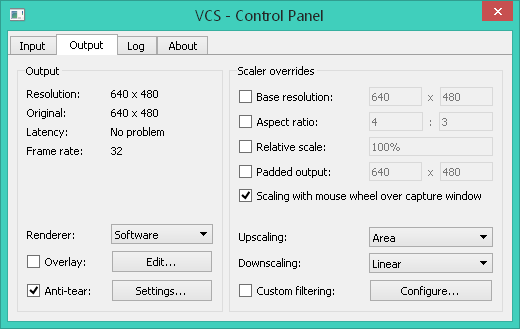 VCS - Control Panel
Input Output Log About
Output
Resolution: 640 x 480
Original: 640 x 480
Latency: No problem
Frame rate: 32
Renderer: Software
Overlay: Edit...
Anti-tear: Settings...
Scaler overrides
Base resolution: 640 x 480
Aspect ratio: 4 : 3
Relative scale: 100%
Padded output: 640 x 480
Scaling with mouse wheel over capture window
Upscaling: Area
Downscaling: Linear
Custom filtering: Configure...